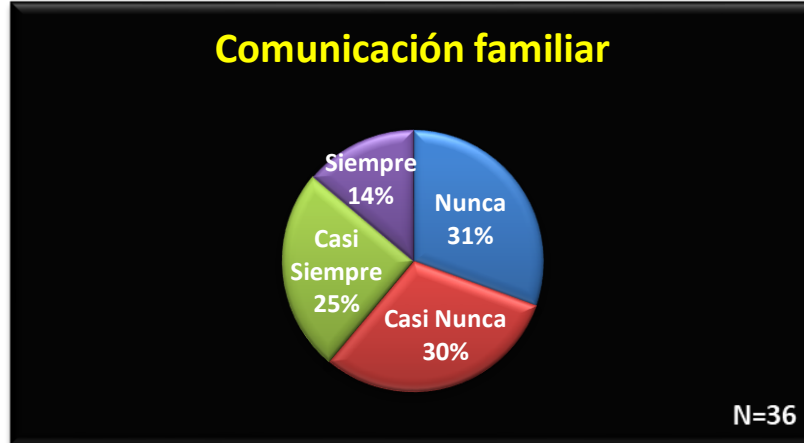 Comunicación familiar
Siempre
14%
Nunca
31%
Casi
Siempre
25%
Casi Nunca
30%
N=36